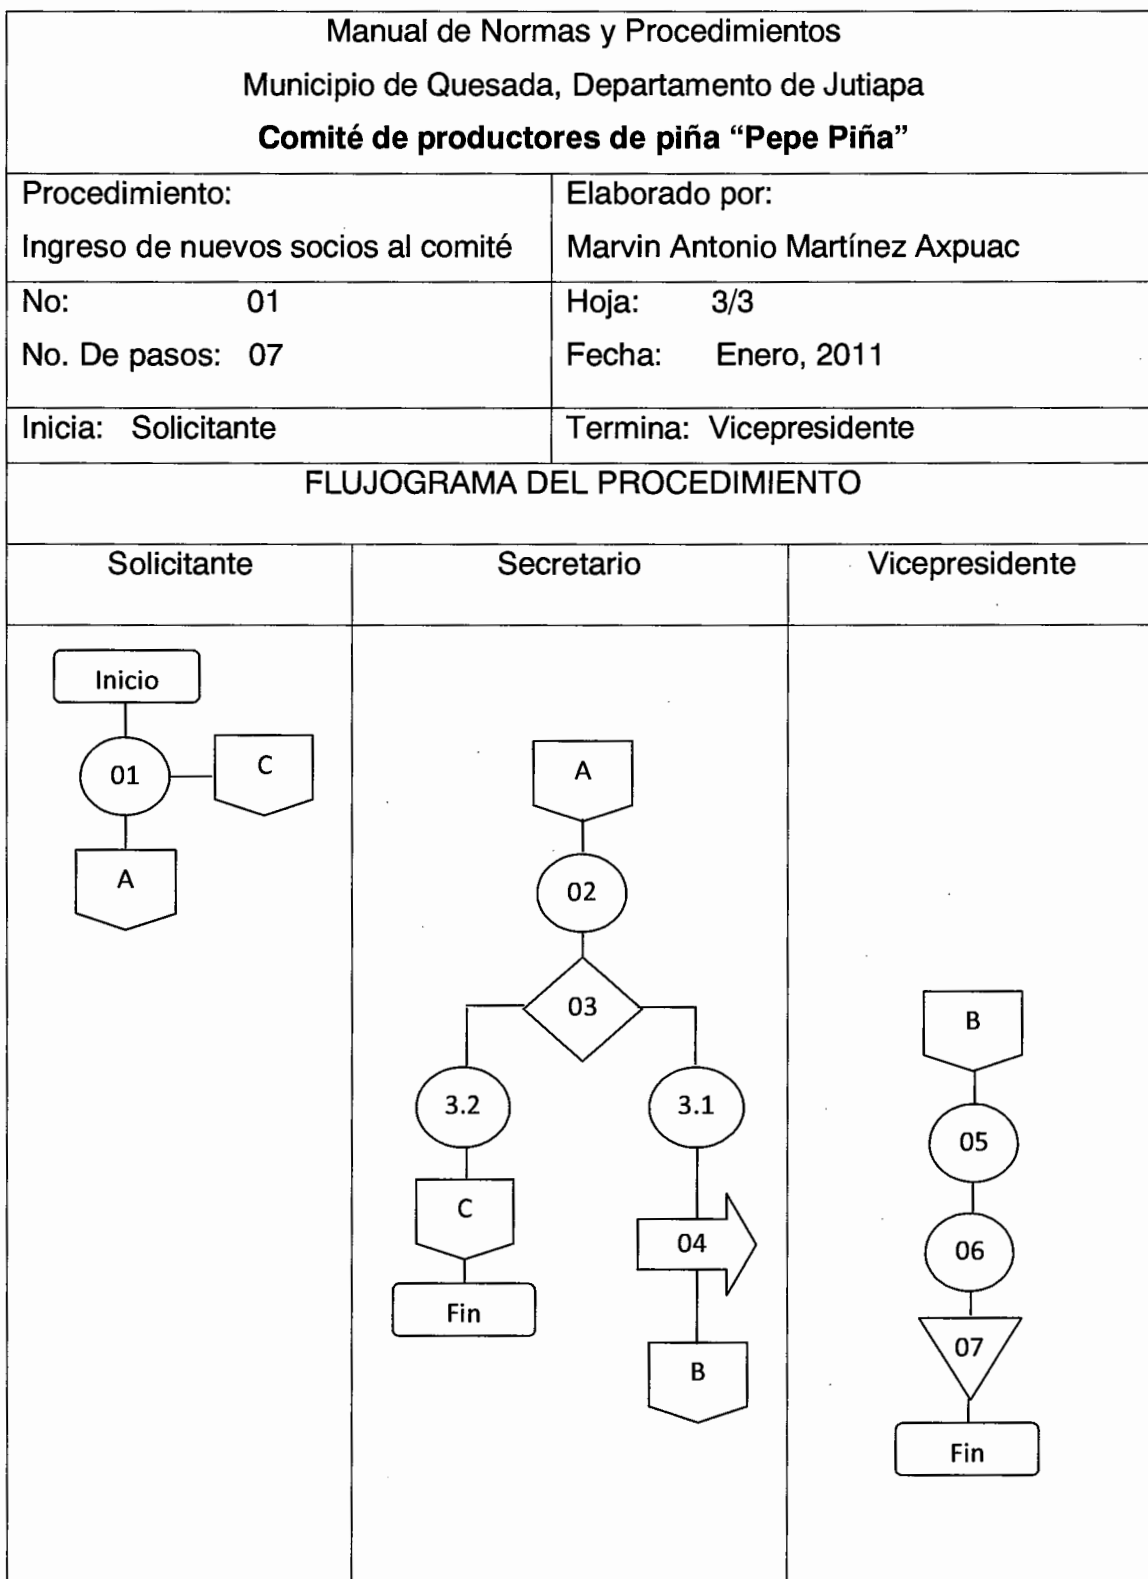 Manual de Normas y Procedimientos
Municipio de Quesada, Departamento de Jutiapa
Comité de productores de piña “Pepe Piña”
Procedimiento:
Ingreso de nuevos socios al comité
Elaborado por:
Marvin Antonio Martínez Axpuac
No: 01
No. De pasos: 07
Hoja: 3/3
Fecha: Enero, 2011
Inicia: Solicitante
Termina: Vicepresidente
FLUJOGRAMA DEL PROCEDIMIENTO
Solicitante
Secretario
Vicepresidente
Inicio
01
C
A
A
02
03
3.2
3.1
C
04
Fin
B
B
05
06
07
Fin